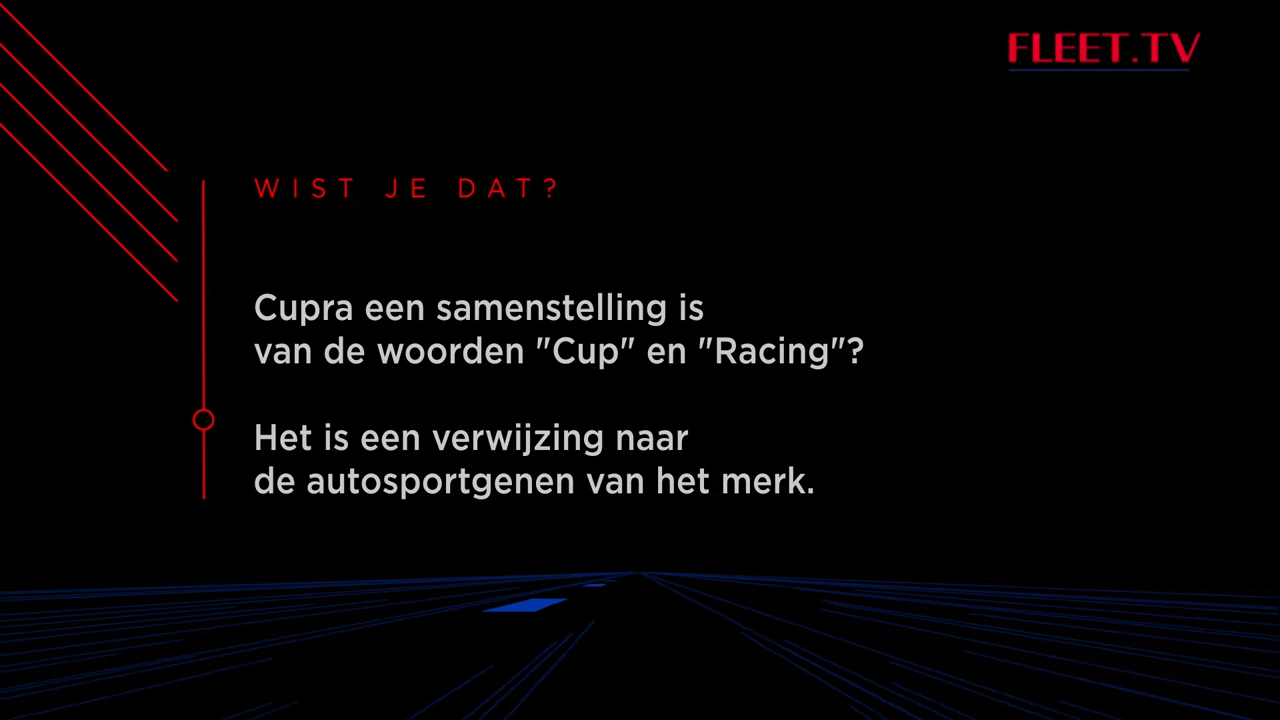 FLEET.TV
WIST JE DAT?
Cupra een samenstelling is
van de woorden "Cup" en "Racing"?
Het is een verwijzing naar
de autosportgenen van het merk.